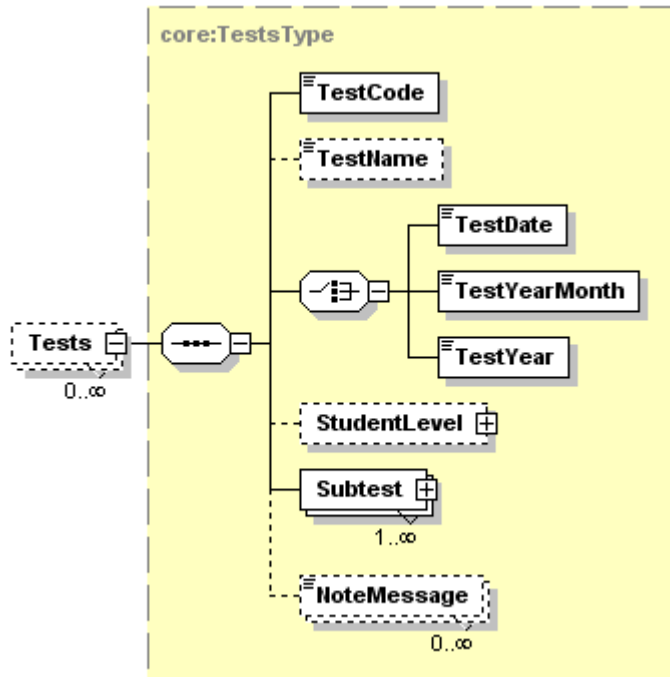 core:TestsType
TestCode
TestName
TestDate
TestYearMonth
TestYear
Tests
0..∞
StudentLevel
Subtest
1..∞
NoteMessage
0..∞